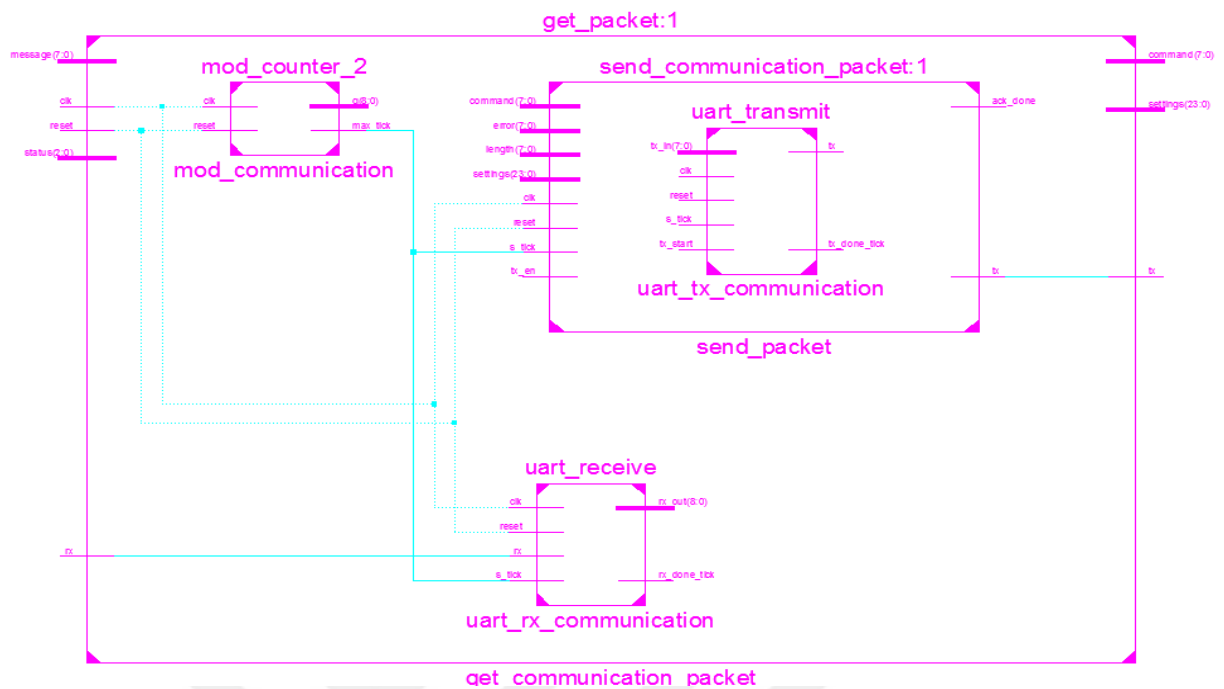 get_packet:1
message(7:0)
clk
reset
status(2:0)
rx
mod_counter_2
clk
reset
q(8:0)
max_tick
mod_communication
send_communication_packet:1
command(7:0)
error(7:0)
length(7:0)
settings(23:0)
clk
reset
s_tick
tx_en
ack_done
tx
uart_transmit
tx_in(7:0)
clk
reset
s_tick
tx_start
tx
tx_done_tick
uart_tx_communication
send_packet
command(7:0)
settings(23:0)
tx
uart_receive
clk
reset
rx
s_tick
rx_out(8:0)
rx_done_tick
uart_rx_communication
get_communication_packet